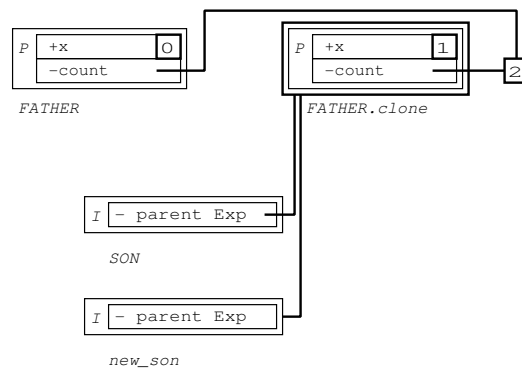 P +x 0
-count
FATHER
P +x 1
-count 2
FATHER.clone
I - parent Exp
SON
I - parent Exp
new_son